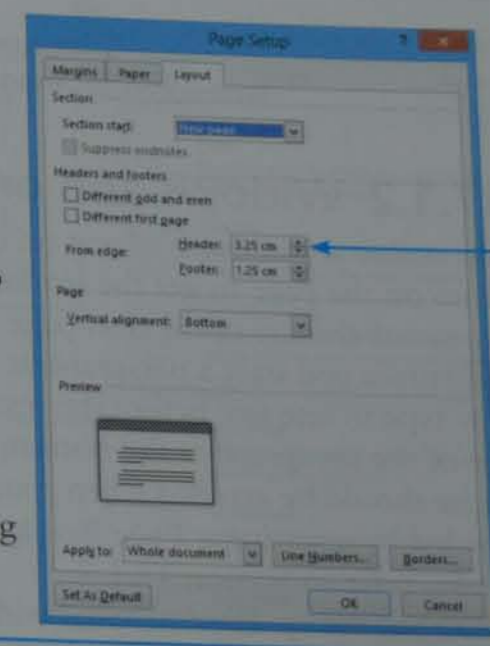 Page Setup ?
Margins Paper Layout
Section
Section start: New page
Suppress endnotes
Headers and footers
Different odd and even
Different first page
From edge: Header: 3.25 cm
Footer: 1.25 cm
Page
Vertical alignment: Bottom
Preview
g
Apply to: Whole document Line Numbers... Borders...
Set As Default OK Cancel